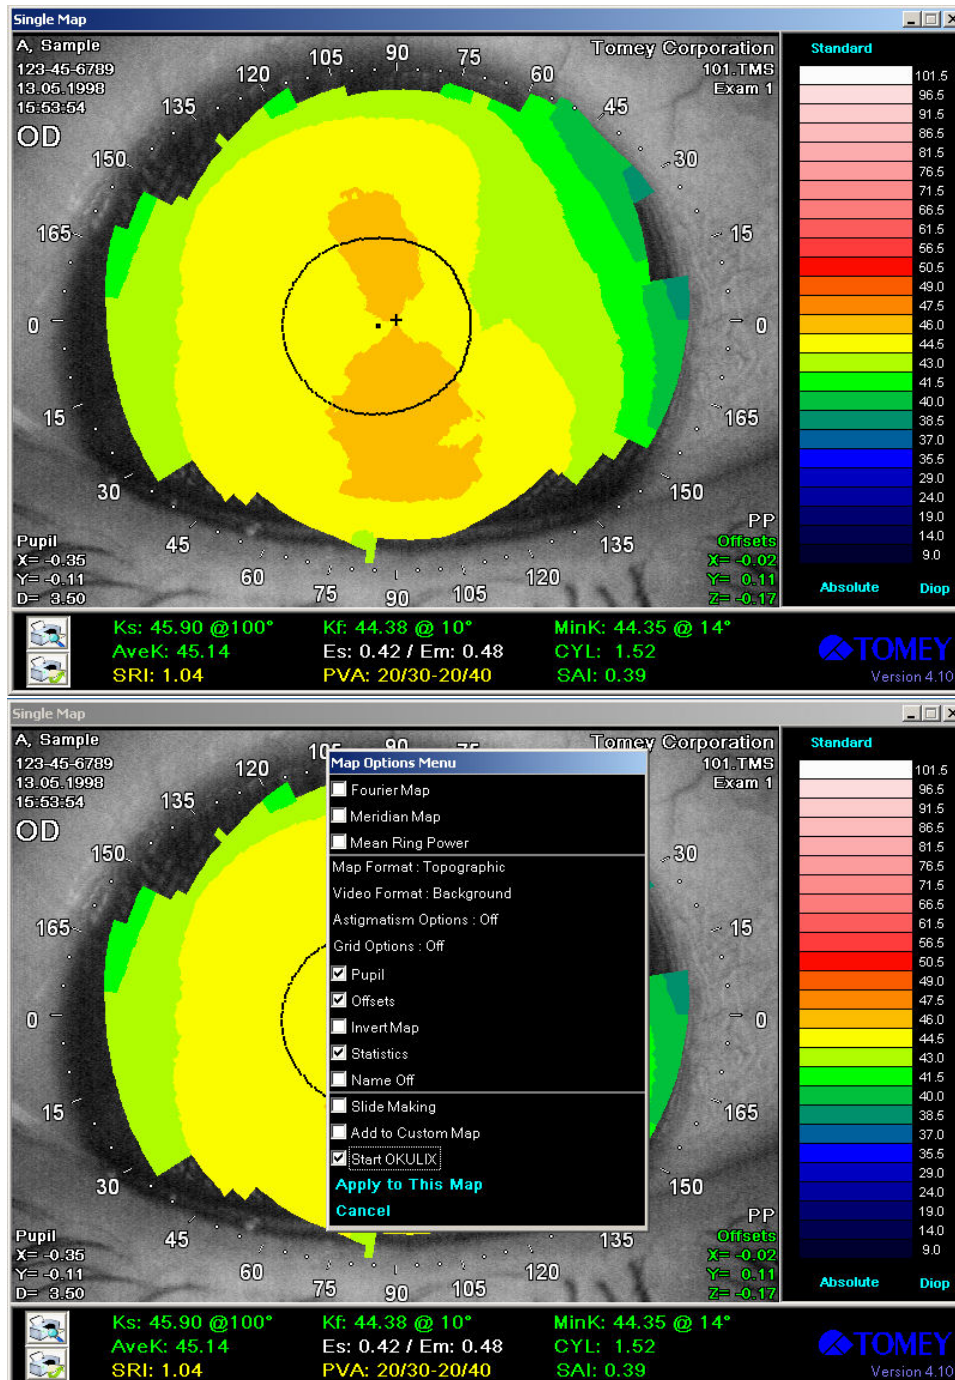 Single Map
A, Sample
123-45-6789
13.05.1998
15:53:54
OD
Tomey Corporation
101.TMS
Exam 1
135 120 105 90 75 60 45
150 30
165 15
0 0
15 165
30 150
45 60 75 90 105 120 135
Pupil
X= -0.35
Y= -0.11
D= 3.50
PP
Offsets
X= -0.02
Y= 0.11
Z= -0.17
Standard
101.5
96.5
91.5
86.5
81.5
76.5
71.5
66.5
61.5
56.5
50.5
49.0
47.5
46.0
44.5
43.0
41.5
40.0
38.5
37.0
35.5
29.0
24.0
19.0
14.0
9.0
Absolute Diop
Ks: 45.90 @100° Kf: 44.38 @ 10° MinK: 44.35 @ 14°
AveK: 45.14 Es: 0.42 / Em: 0.48 CYL: 1.52
SRI: 1.04 PVA: 20/30-20/40 SAI: 0.39
TOMEY
Version 4.10
Single Map
A, Sample
123-45-6789
13.05.1998
15:53:54
OD
Tomey Corporation
101.TMS
Exam 1
135 120
150 30
165 15
0 0
15 165
30 150
45 60 75 90 105 120 135
Map Options Menu
Fourier Map
Meridian Map
Mean Ring Power
Map Format : Topographic
Video Format : Background
Astigmatism Options : Off
Grid Options : Off
Pupil
Offsets
Invert Map
Statistics
Name Off
Slide Making
Add to Custom Map
Start OKULIX
Apply to This Map
Cancel
Pupil
X= -0.35
Y= -0.11
D= 3.50
PP
Offsets
X= -0.02
Y= 0.11
Z= -0.17
Standard
101.5
96.5
91.5
86.5
81.5
76.5
71.5
66.5
61.5
56.5
50.5
49.0
47.5
46.0
44.5
43.0
41.5
40.0
38.5
37.0
35.5
29.0
24.0
19.0
14.0
9.0
Absolute Diop
Ks: 45.90 @100° Kf: 44.38 @ 10° MinK: 44.35 @ 14°
AveK: 45.14 Es: 0.42 / Em: 0.48 CYL: 1.52
SRI: 1.04 PVA: 20/30-20/40 SAI: 0.39
TOMEY
Version 4.10